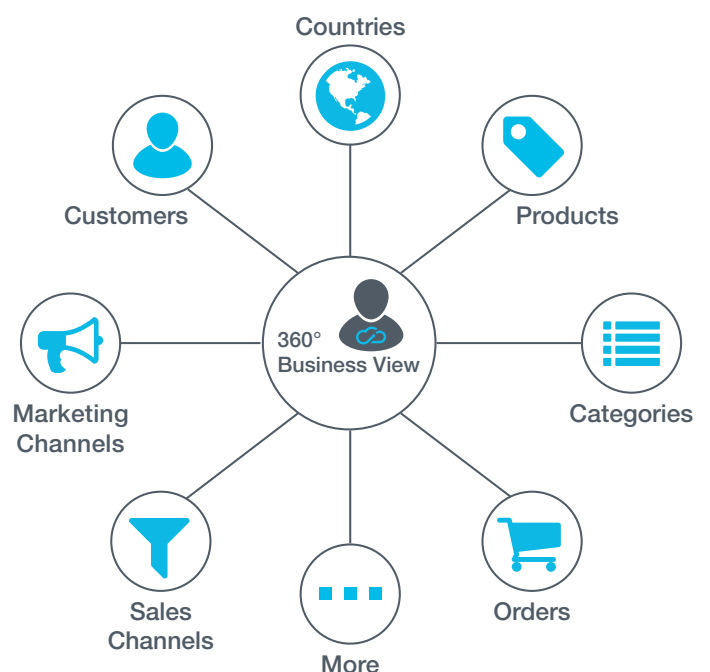 Countries
Customers
Products
360°
Business View
Marketing
Channels
Categories
Sales
Channels
Orders
More